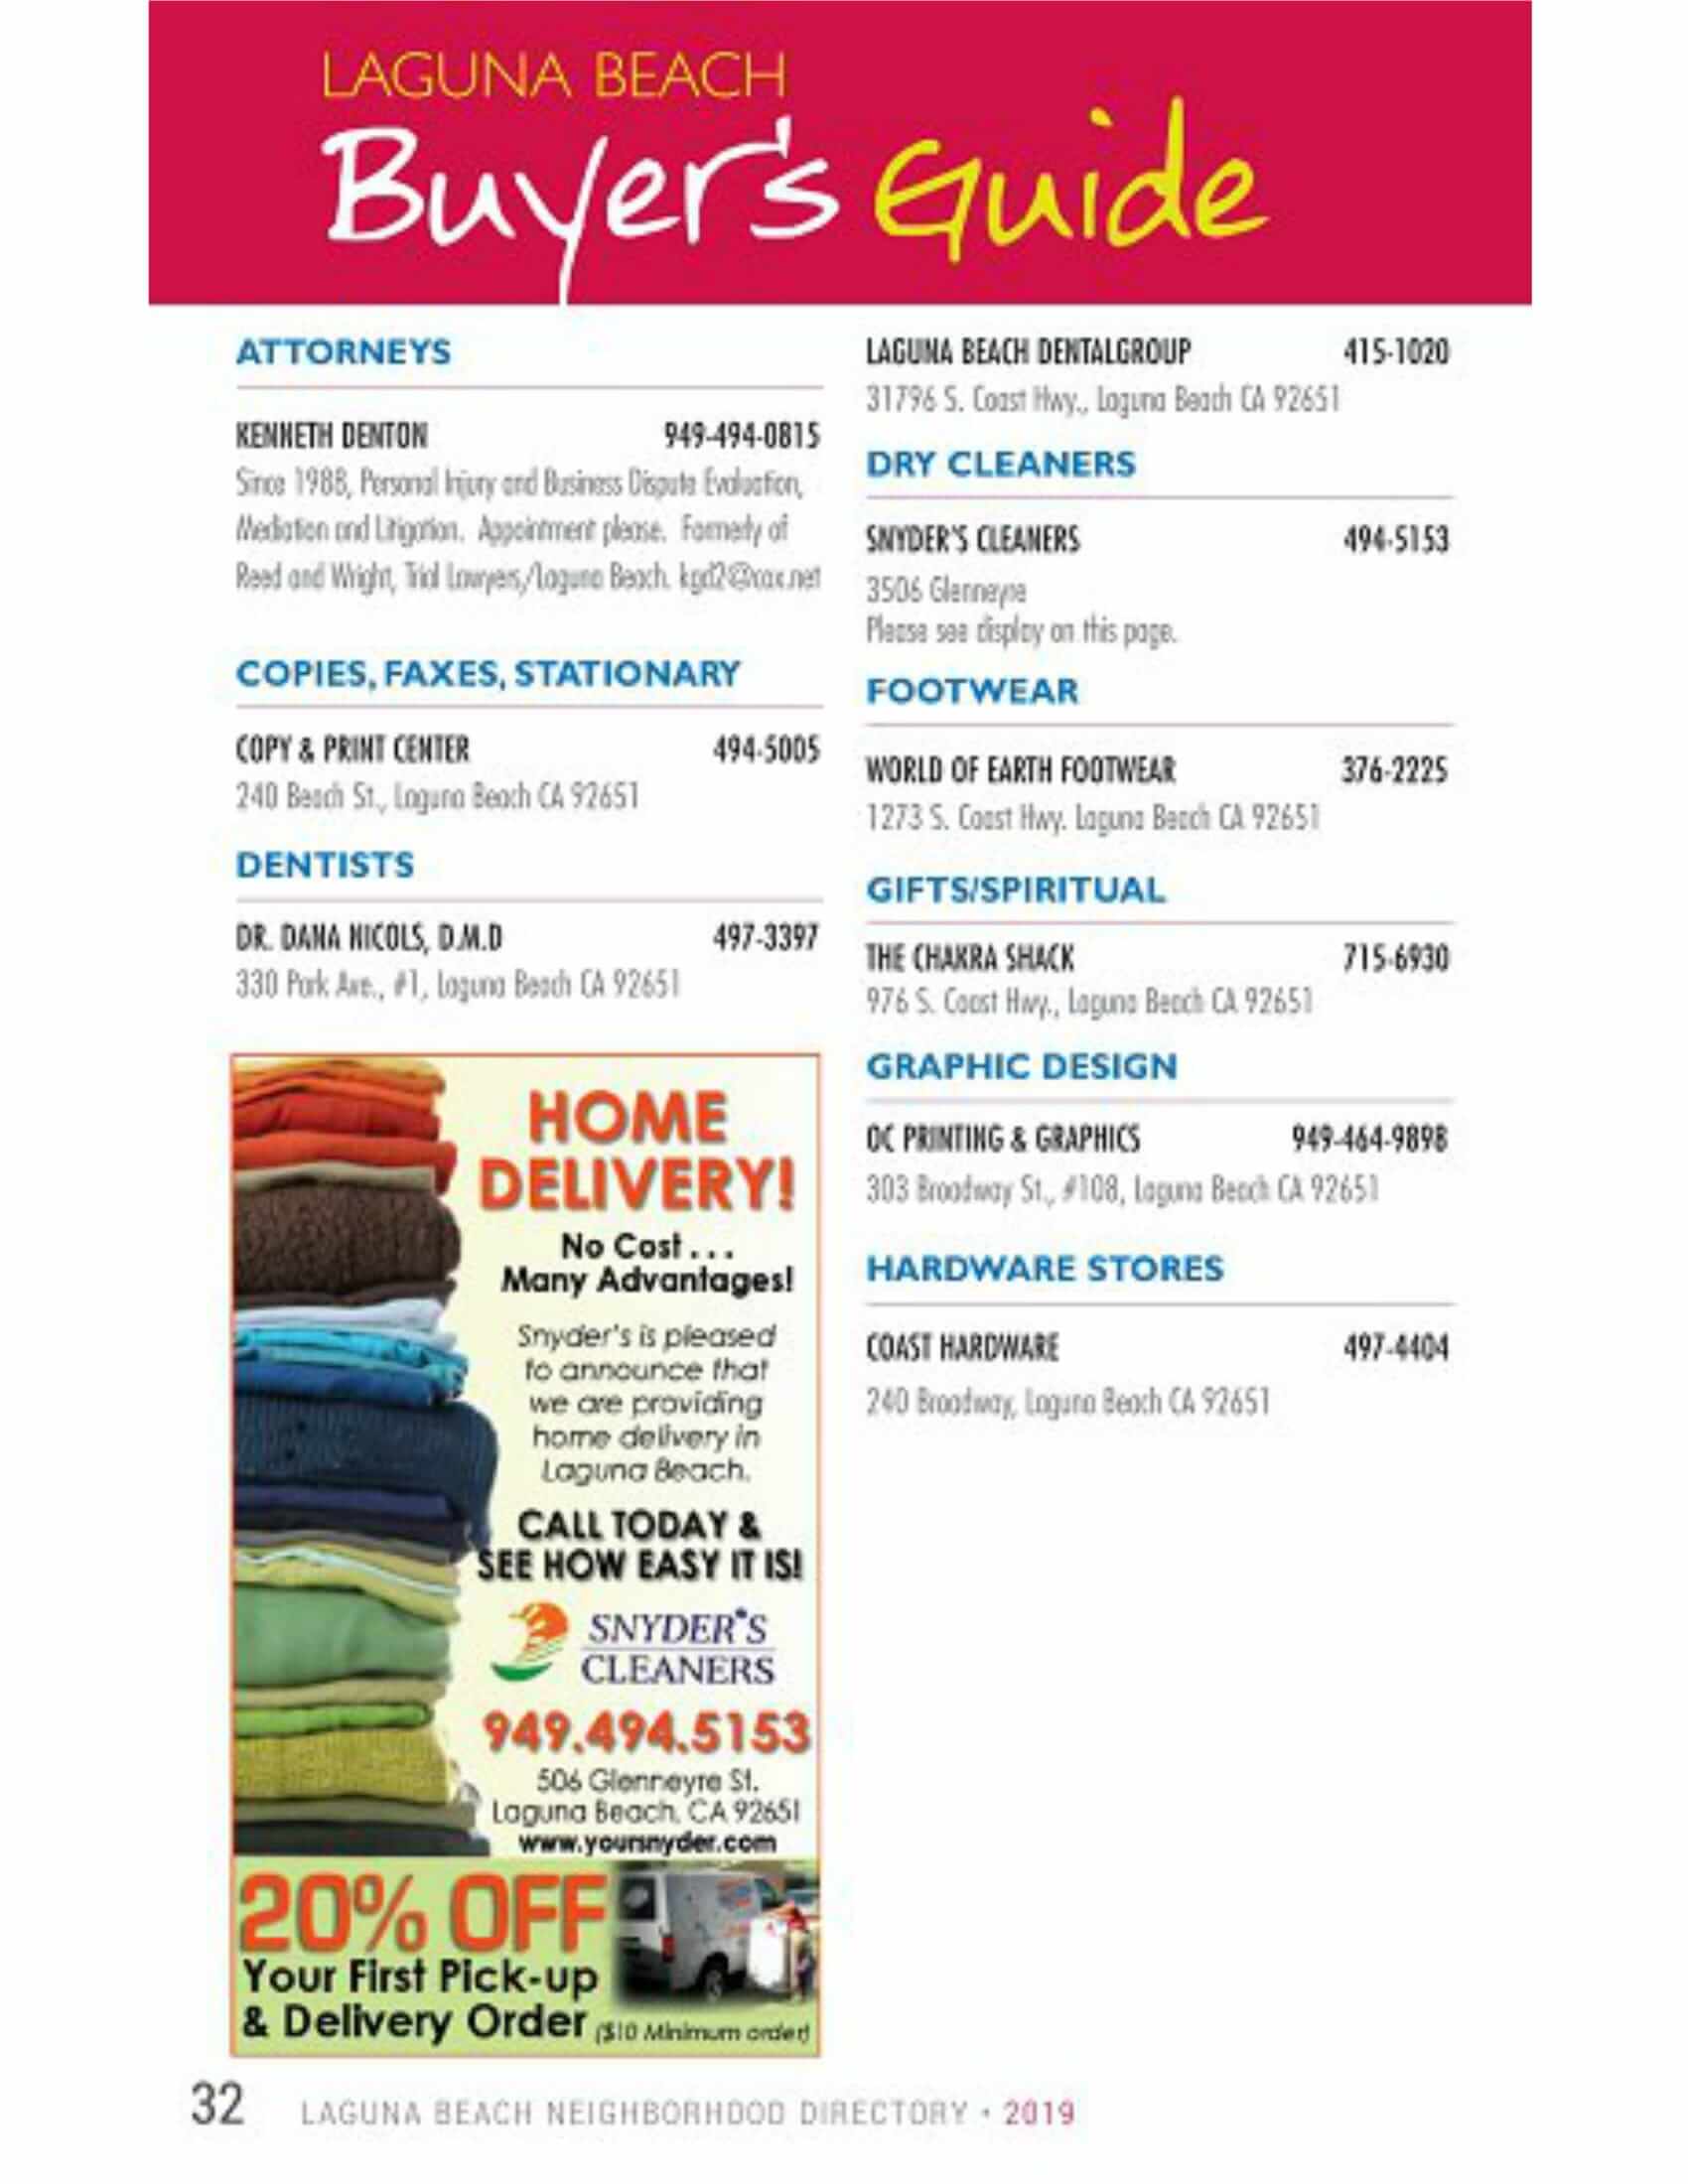 LAGUNA BEACH
Buyer's Guide
ATTORNEYS
KENNETH DENTON 949-494-0815
Since 1988, Personal Injury and Business Dispute Evaluation,
Mediation and Litigation. Appointment please. Formerly of
Reed and Wright, Trial Lawyers/Laguna Beach. kgd2@cox.net
COPIES, FAXES, STATIONARY
COPY & PRINT CENTER 494-5005
240 Beach St., Laguna Beach CA 92651
DENTISTS
DR. DANA NICOLS, D.M.D 497-3397
330 Park Ave., #1, Laguna Beach CA 92651
HOME
DELIVERY!
No Cost . . .
Many Advantages!
Snyder's is pleased
to announce that
we are providing
home delivery in
Laguna Beach.
CALL TODAY &
SEE HOW EASY IT IS!
SNYDER'S
CLEANERS
949.494.5153
506 Glenneyre St.
Laguna Beach, CA 92651
www.yoursnyder.com
20% OFF
Your First Pick-up
& Delivery Order ($10 Minimum order)
LAGUNA BEACH DENTALGROUP 415-1020
31796 S. Coast Hwy., Laguna Beach CA 92651
DRY CLEANERS
SNYDER'S CLEANERS 494-5153
3506 Glenneyre
Please see display on this page.
FOOTWEAR
WORLD OF EARTH FOOTWEAR 376-2225
1273 S. Coast Hwy. Laguna Beach CA 92651
GIFTS/SPIRITUAL
THE CHAKRA SHACK 715-6930
976 S. Coast Hwy., Laguna Beach CA 92651
GRAPHIC DESIGN
OC PRINTING & GRAPHICS 949-464-9898
303 Broadway St., #108, Laguna Beach CA 92651
HARDWARE STORES
COAST HARDWARE 497-4404
240 Broadway, Laguna Beach CA 92651
32 LAGUNA BEACH NEIGHBORHOOD DIRECTORY • 2019